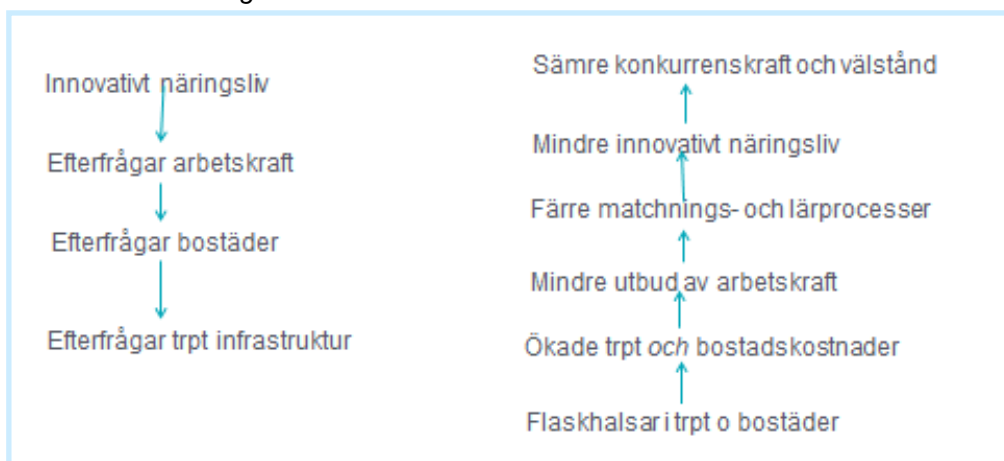 Innovativt näringsliv
Efterfrågar arbetskraft
Efterfrågar bostäder
Efterfrågar trpt infrastruktur
Sämre konkurrenskraft och välstånd
Mindre innovativt näringsliv
Färre matchnings- och lärprocesser
Mindre utbud av arbetskraft
Ökade trpt och bostadskostnader
Flaskhalsar i trpt o bostäder